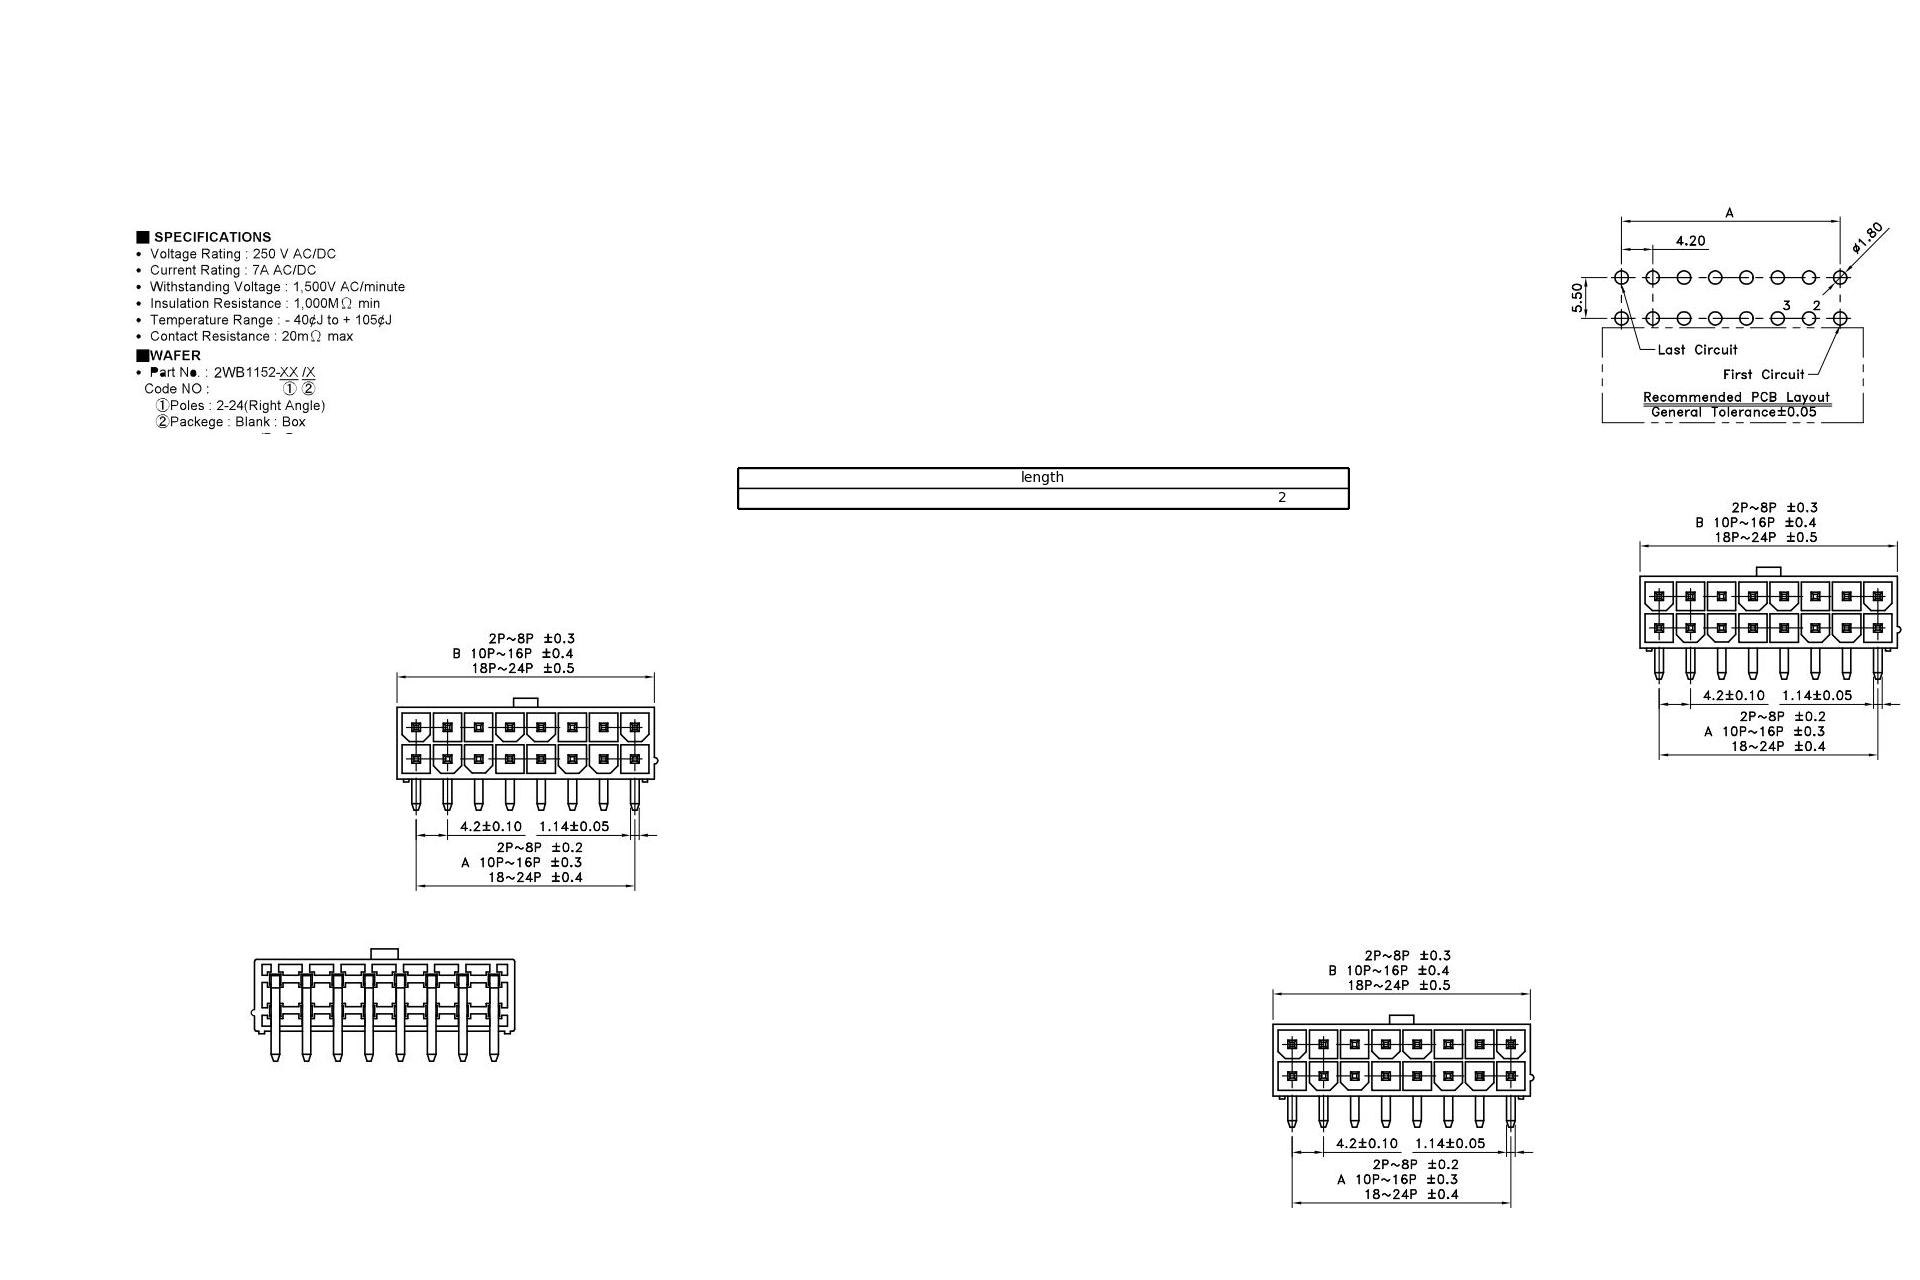 ■ SPECIFICATIONS
• Voltage Rating : 250 V AC/DC
• Current Rating : 7A AC/DC
• Withstanding Voltage : 1,500V AC/minute
• Insulation Resistance : 1,000MΩ min
• Temperature Range : - 40¢J to + 105¢J
• Contact Resistance : 20mΩ max
■WAFER
• Part No. : 2WB1152-XX /X
Code NO : ① ②
①Poles : 2-24(Right Angle)
②Packege : Blank : Box
A
4.20
ø1.80
5.50
3 2
Last Circuit
First Circuit
Recommended PCB Layout
General Tolerance±0.05
length
2
2P~8P ±0.3
B 10P~16P ±0.4
18P~24P ±0.5
4.2±0.10 1.14±0.05
2P~8P ±0.2
A 10P~16P ±0.3
18~24P ±0.4
2P~8P ±0.3
B 10P~16P ±0.4
18P~24P ±0.5
4.2±0.10 1.14±0.05
2P~8P ±0.2
A 10P~16P ±0.3
18~24P ±0.4
2P~8P ±0.3
B 10P~16P ±0.4
18P~24P ±0.5
4.2±0.10 1.14±0.05
2P~8P ±0.2
A 10P~16P ±0.3
18~24P ±0.4